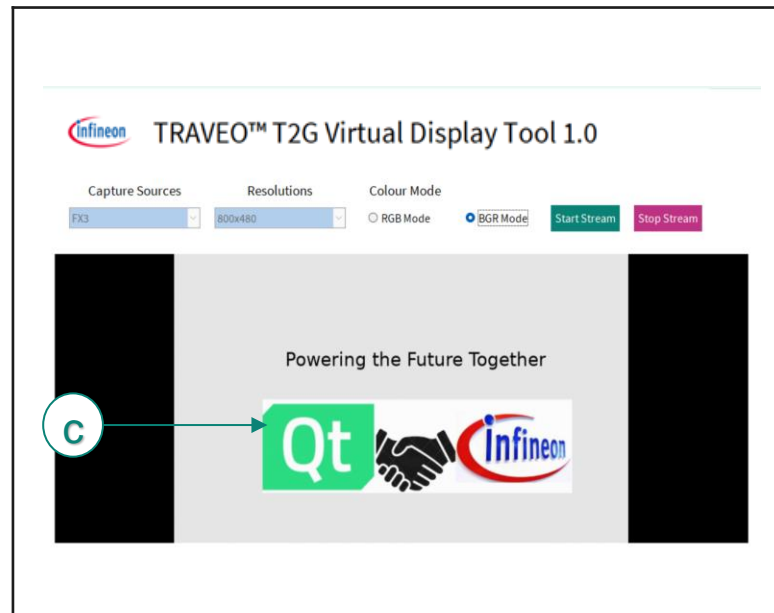 infineon TRAVEO™ T2G Virtual Display Tool 1.0
Capture Sources Resolutions Colour Mode
FX3 800x480 RGB Mode BGR Mode Start Stream Stop Stream
Powering the Future Together
C
Qt infineon